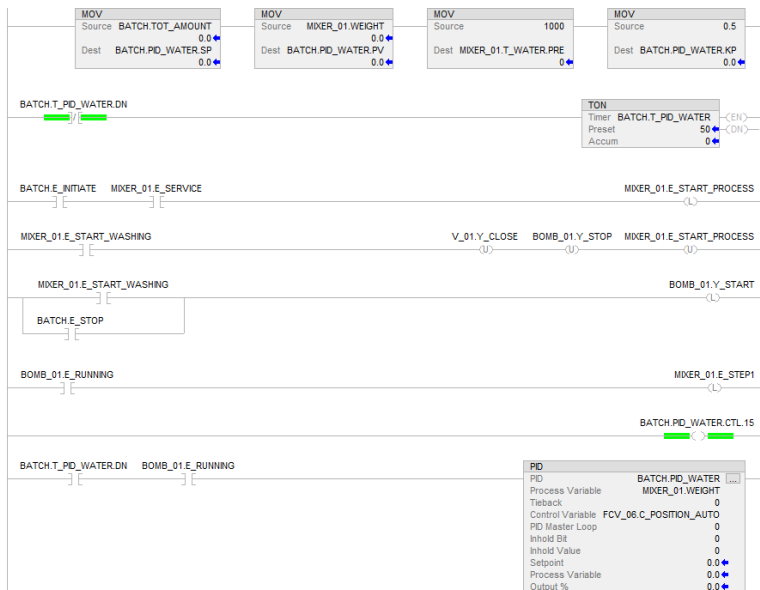 MOV
Source BATCH.TOT_AMOUNT
0.0
Dest BATCH.PID_WATER.SP
0.0
MOV
Source MIXER_01.WEIGHT
0.0
Dest BATCH.PID_WATER.PV
0.0
MOV
Source 1000
Dest MIXER_01.T_WATER.PRE
0
MOV
Source 0.5
Dest BATCH.PID_WATER.KP
0.0
BATCH.T_PID_WATER.DN
/
TON
Timer BATCH.T_PID_WATER
EN
Preset 50
DN
Accum 0
BATCH.E_INITIATE MIXER_01.E_SERVICE MIXER_01.E_START_PROCESS
L
MIXER_01.E_START_WASHING V_01.Y_CLOSE BOMB_01.Y_STOP MIXER_01.E_START_PROCESS
U U U
MIXER_01.E_START_WASHING BOMB_01.Y_START
L
BATCH.E_STOP
BOMB_01.E_RUNNING MIXER_01.E_STEP1
L
BATCH.PID_WATER.CTL.15
BATCH.T_PID_WATER.DN BOMB_01.E_RUNNING
PID
PID BATCH.PID_WATER ...
Process Variable MIXER_01.WEIGHT
Tieback 0
Control Variable FCV_06.C_POSITION_AUTO
PID Master Loop 0
Inhold Bit 0
Inhold Value 0
Setpoint 0.0
Process Variable 0.0
Output % 0.0